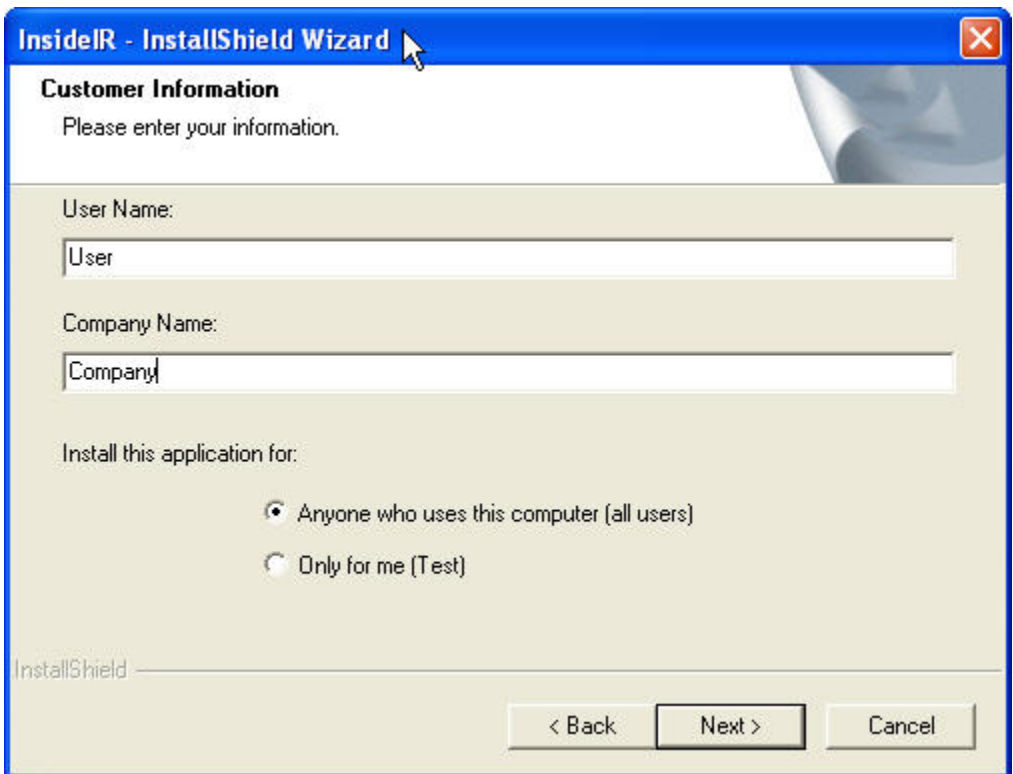 InsideIR - InstallShield Wizard
Customer Information
Please enter your information.
User Name:
User
Company Name:
Company
Install this application for:
Anyone who uses this computer (all users)
Only for me (Test)
InstallShield
< Back Next > Cancel